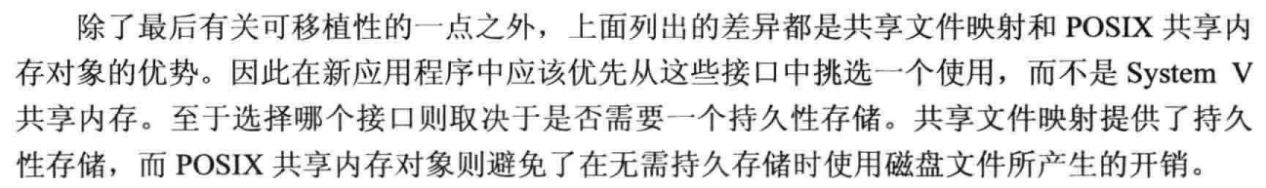 除了最后有关可移植性的一点之外，上面列出的差异都是共享文件映射和 POSIX 共享内
存对象的优势。因此在新应用程序中应该优先从这些接口中挑选一个使用，而不是 System V
共享内存。至于选择哪个接口则取决于是否需要一个持久性存储。共享文件映射提供了持久
性存储，而 POSIX 共享内存对象则避免了在无需持久存储时使用磁盘文件所产生的开销。